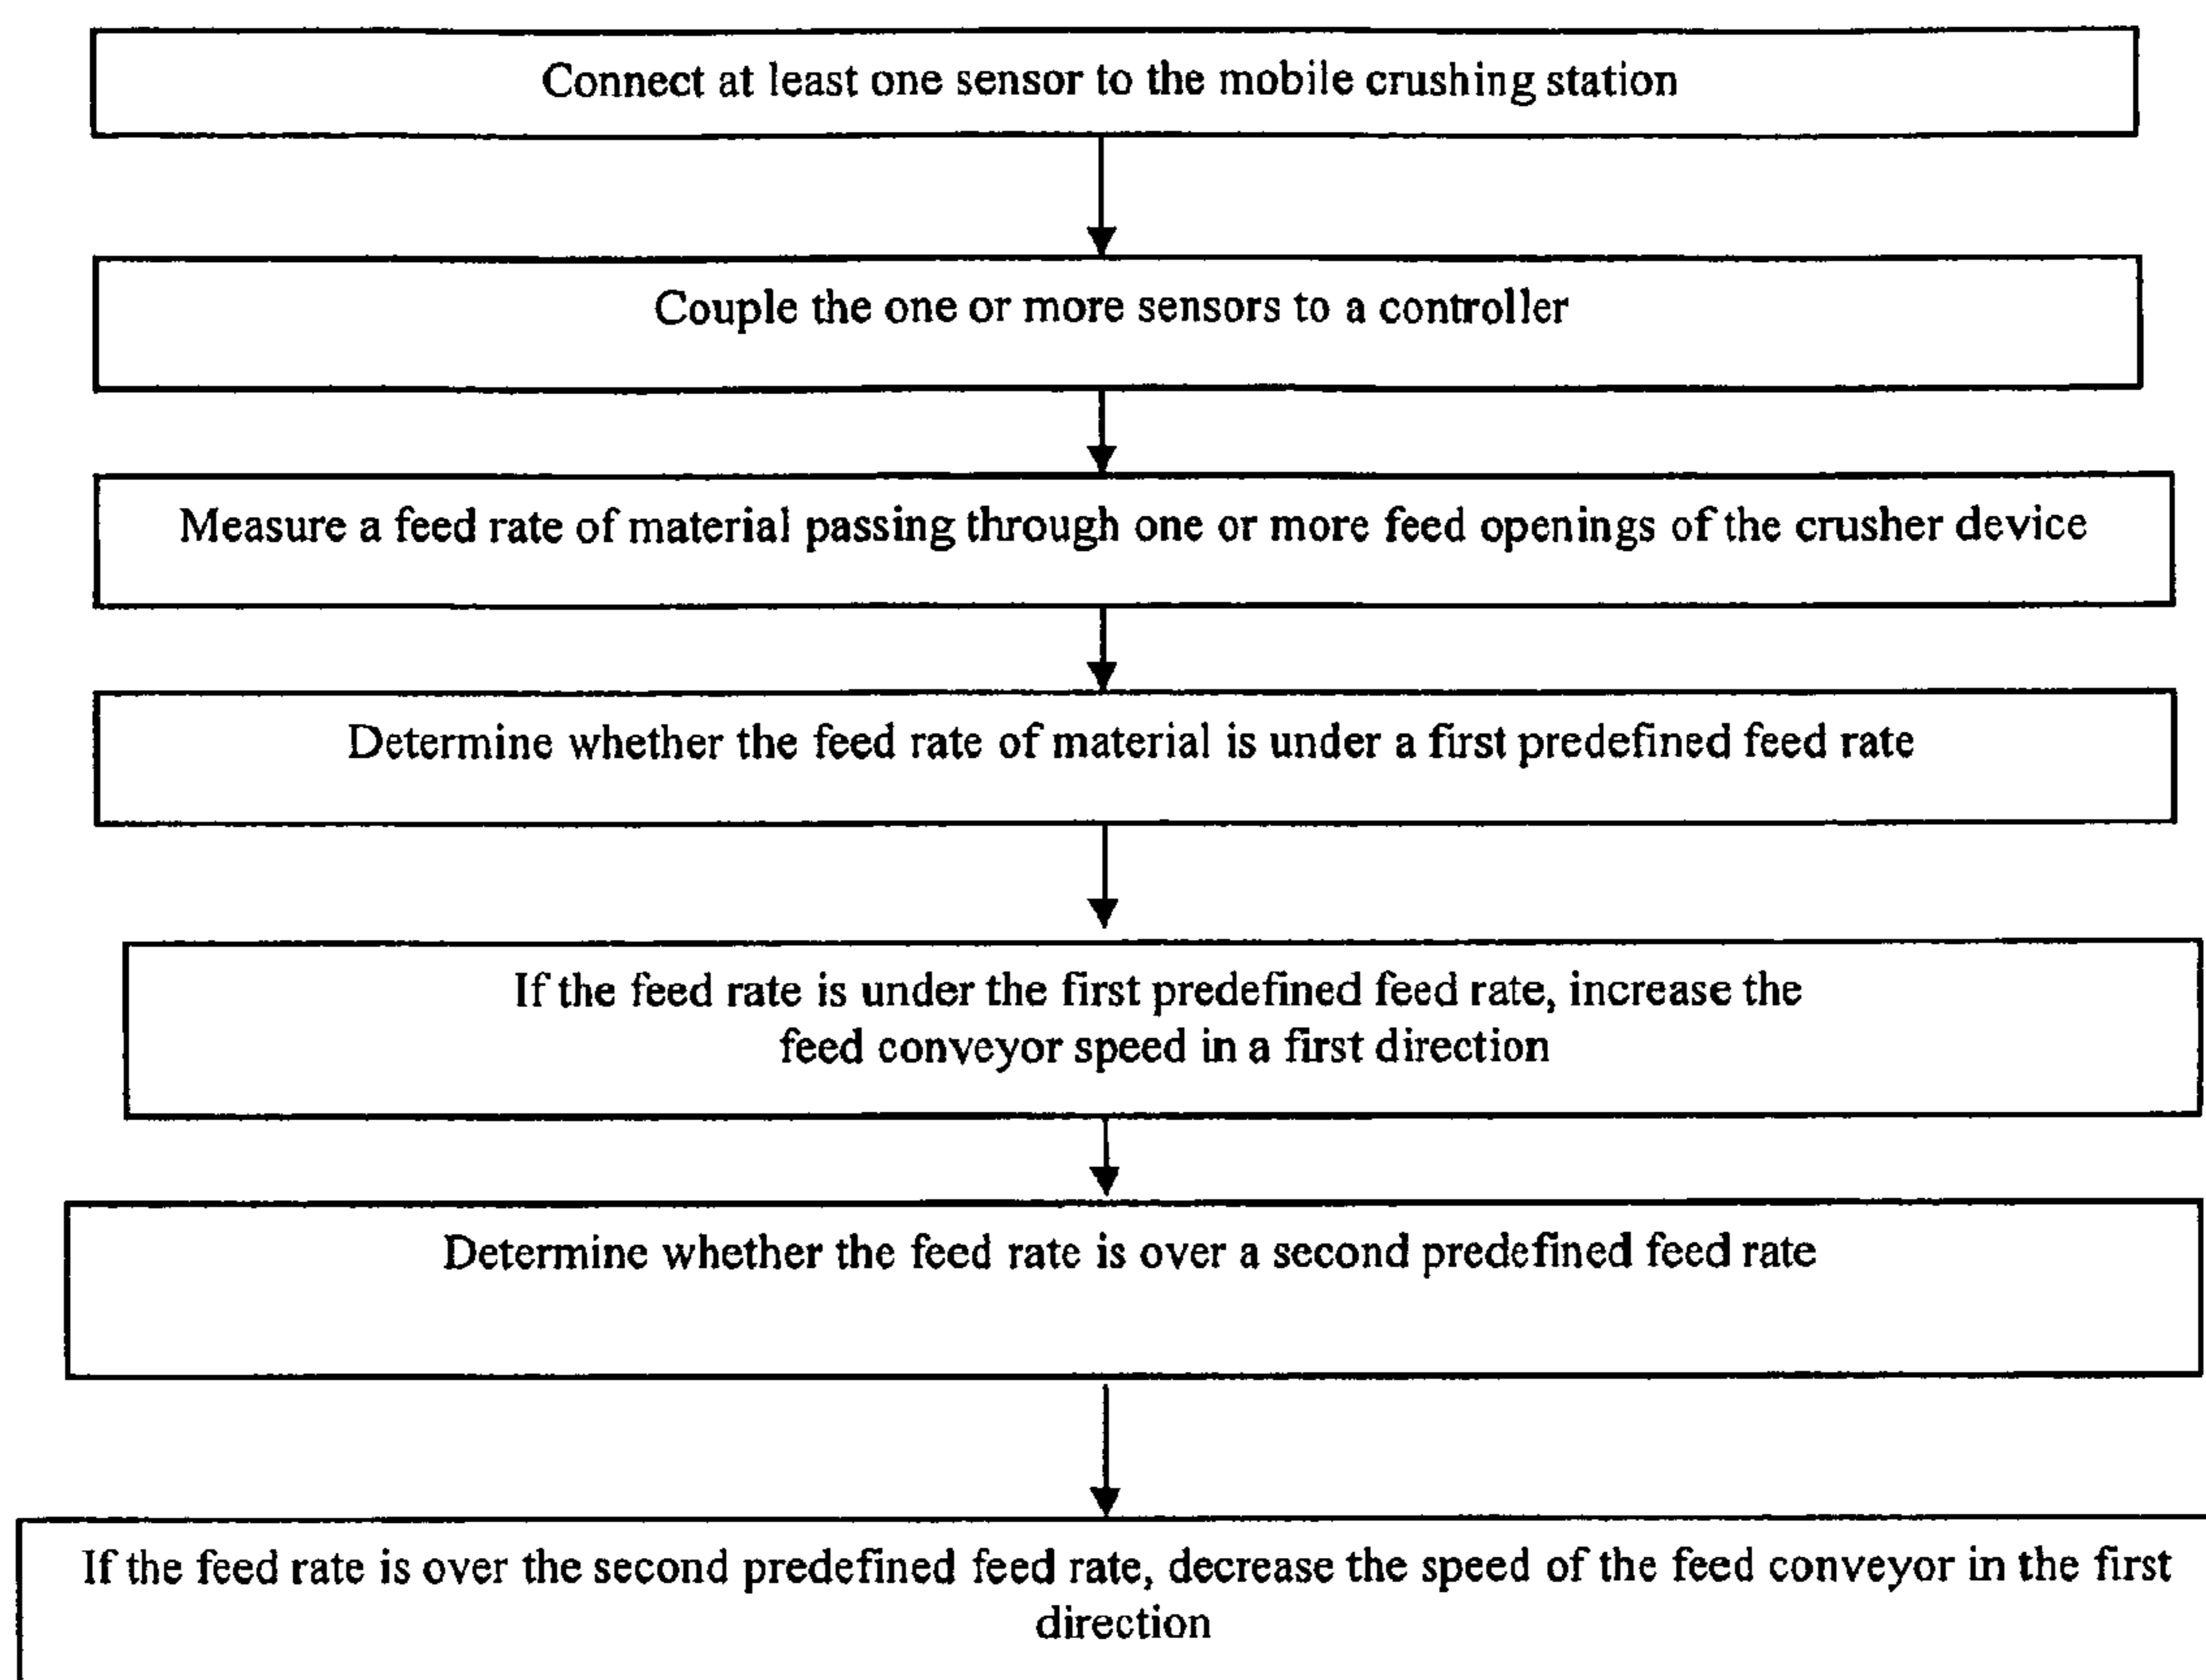 Connect at least one sensor to the mobile crushing station
Couple the one or more sensors to a controller
Measure a feed rate of material passing through one or more feed openings of the crusher device
Determine whether the feed rate of material is under a first predefined feed rate
If the feed rate is under the first predefined feed rate, increase the
feed conveyor speed in a first direction
Determine whether the feed rate is over a second predefined feed rate
If the feed rate is over the second predefined feed rate, decrease the speed of the feed conveyor in the first
direction